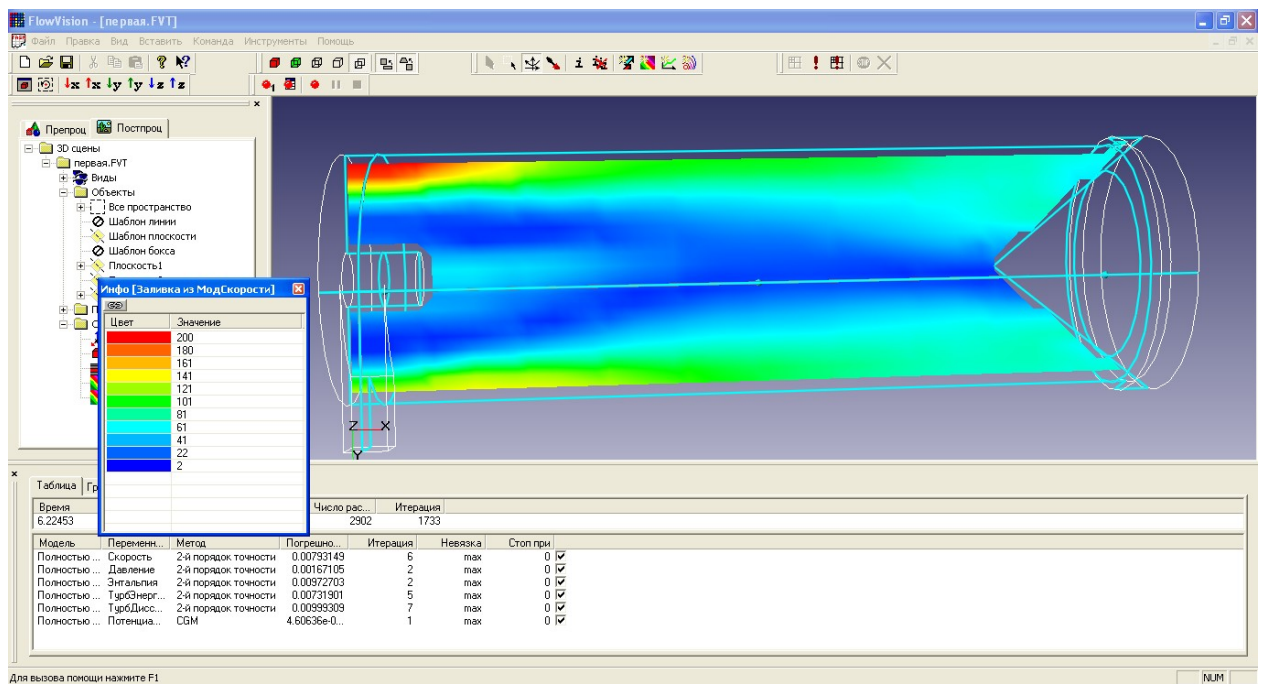 FlowVision - [первая.FVT]
Файл Правка Вид Вставить Команда Инструменты Помощь
x x y y z z
Препроц Постпроц
3D сцены
первая.FVT
Виды
Объекты
Все пространство
Шаблон линии
Шаблон плоскости
Шаблон бокса
Плоскость1
Инфо [Заливка из МодСкорости]
Цвет Значение
200
180
161
141
121
101
81
61
41
22
2
Z X
Y
Таблица Гр
Время Число рас... Итерация
6.22453 2902 1733
Модель Переменн... Метод Погрешно... Итерация Невязка Стоп при
Полностью ... Скорость 2-й порядок точности 0.00793149 6 max 0
Полностью ... Давление 2-й порядок точности 0.00167105 2 max 0
Полностью ... Энтальпия 2-й порядок точности 0.00972703 2 max 0
Полностью ... ТурбЭнерг... 2-й порядок точности 0.00731901 5 max 0
Полностью ... ТурбДисс... 2-й порядок точности 0.00999309 7 max 0
Полностью ... Потенциа... CGM 4.60636e-0... 1 max 0
Для вызова помощи нажмите F1 NUM